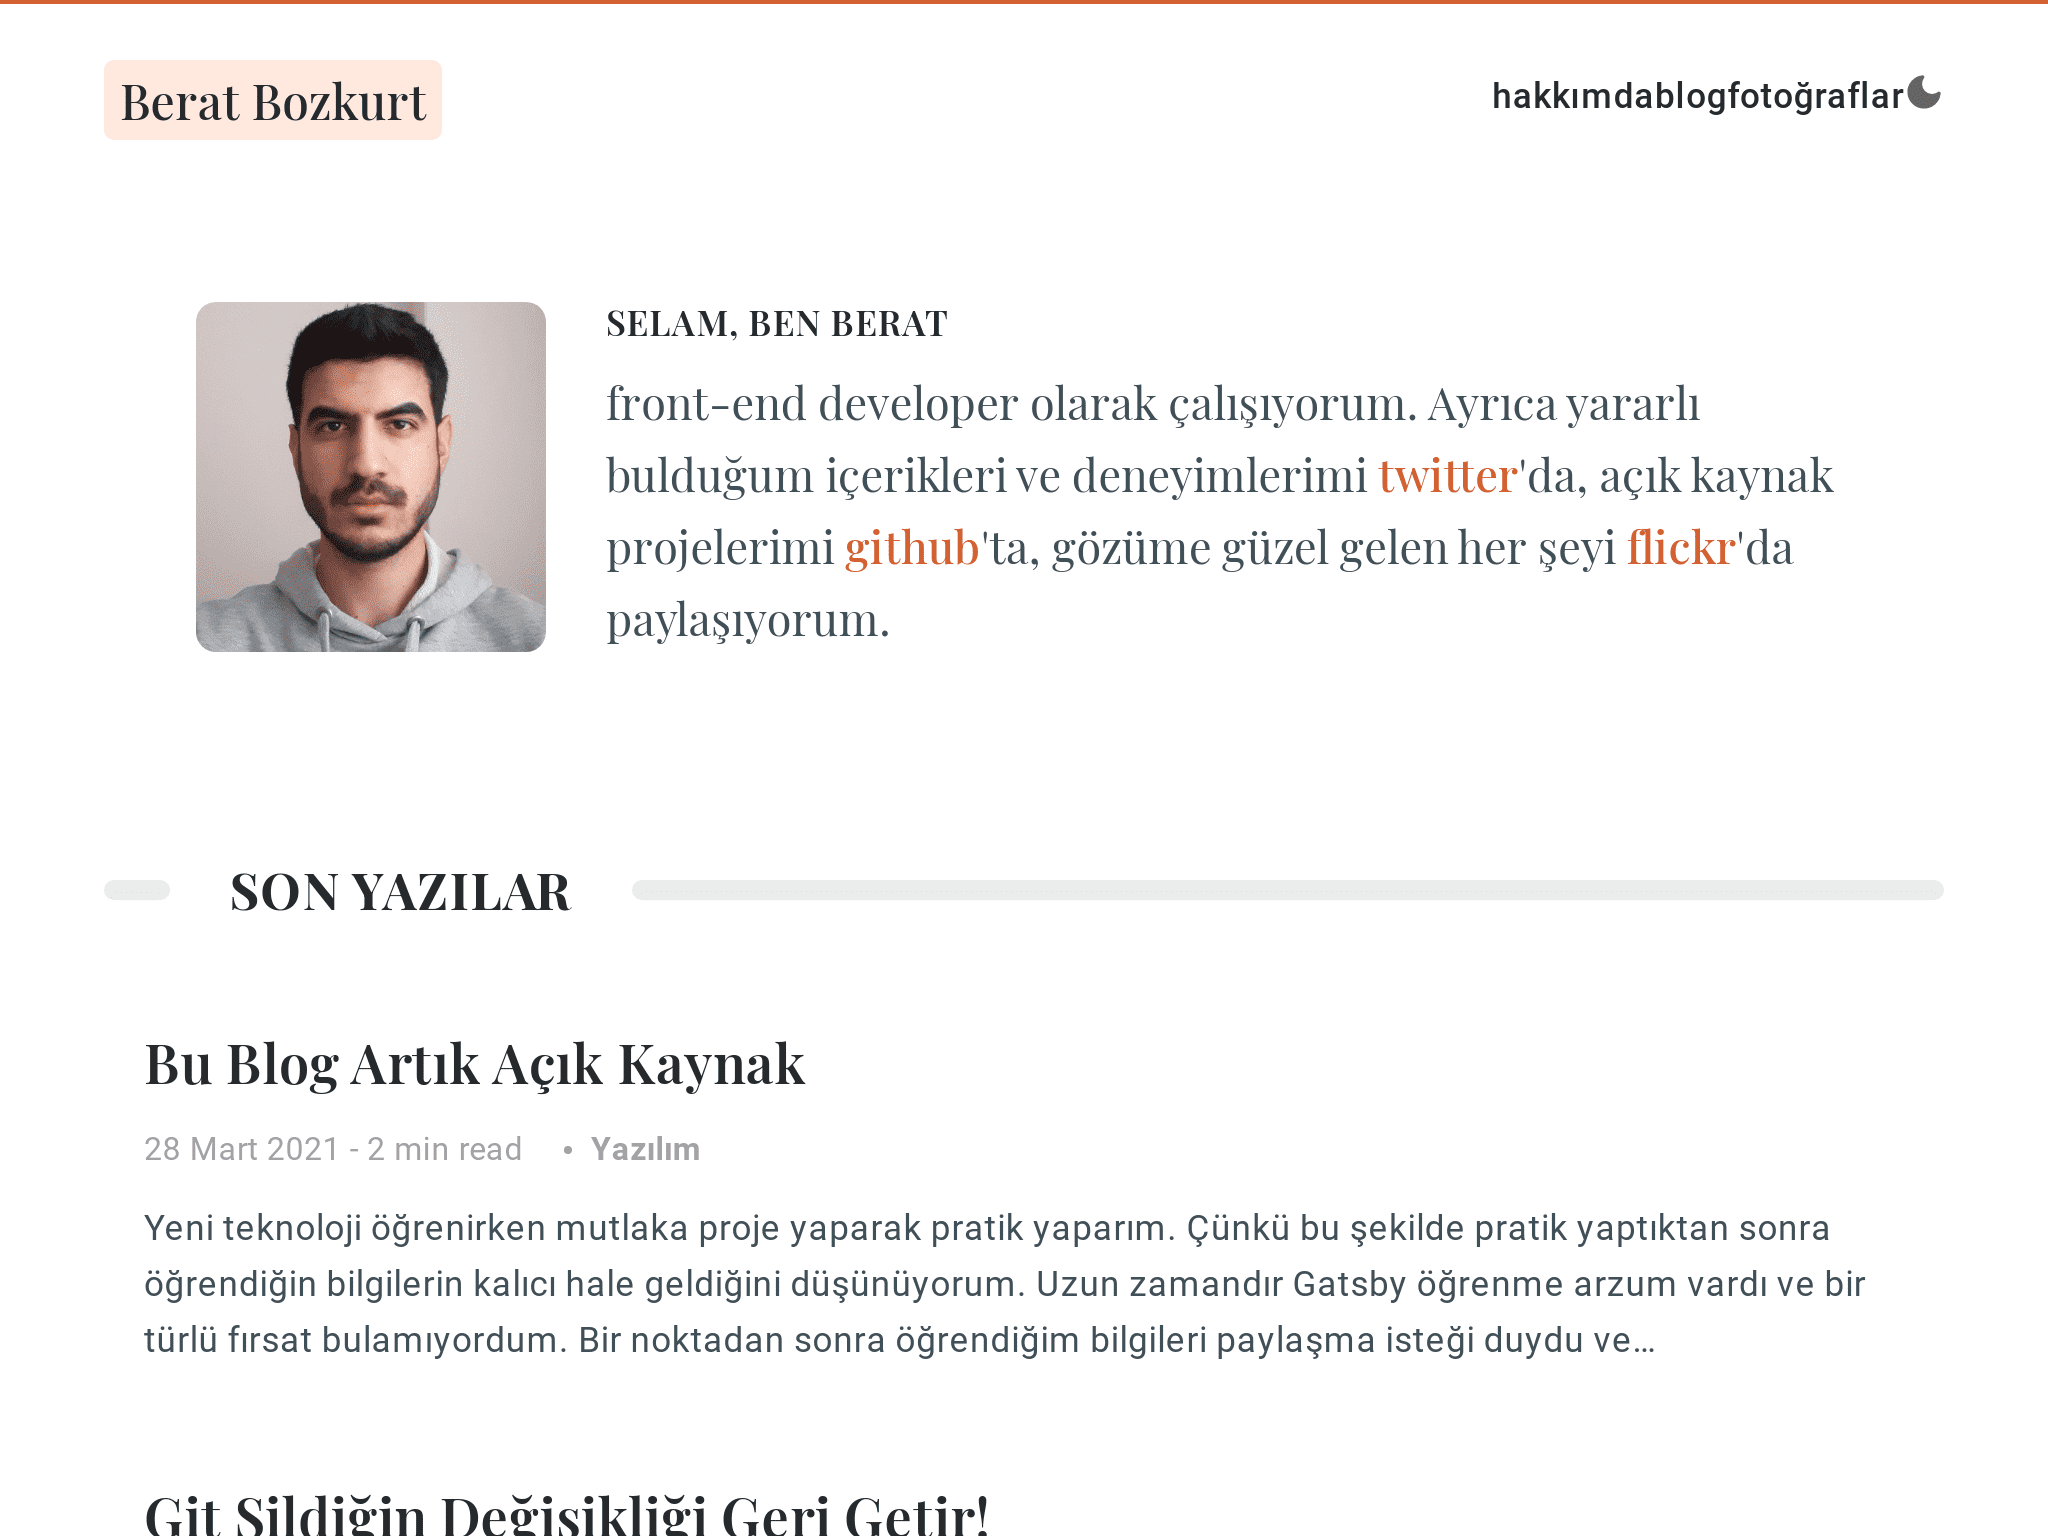 Berat Bozkurt
hakkımdablogfotoğraflar
SELAM, BEN BERAT
front-end developer olarak çalışıyorum. Ayrıca yararlı
bulduğum içerikleri ve deneyimlerimi twitter'da, açık kaynak
projelerimi github'ta, gözüme güzel gelen her şeyi flickr'da
paylaşıyorum.
SON YAZILAR
Bu Blog Artık Açık Kaynak
28 Mart 2021 - 2 min read • Yazılım
Yeni teknoloji öğrenirken mutlaka proje yaparak pratik yaparım. Çünkü bu şekilde pratik yaptıktan sonra
öğrendiğin bilgilerin kalıcı hale geldiğini düşünüyorum. Uzun zamandır Gatsby öğrenme arzum vardı ve bir
türlü fırsat bulamıyordum. Bir noktadan sonra öğrendiğim bilgileri paylaşma isteği duydu ve…
Git Sildiğin Değişikliği Geri Getir!